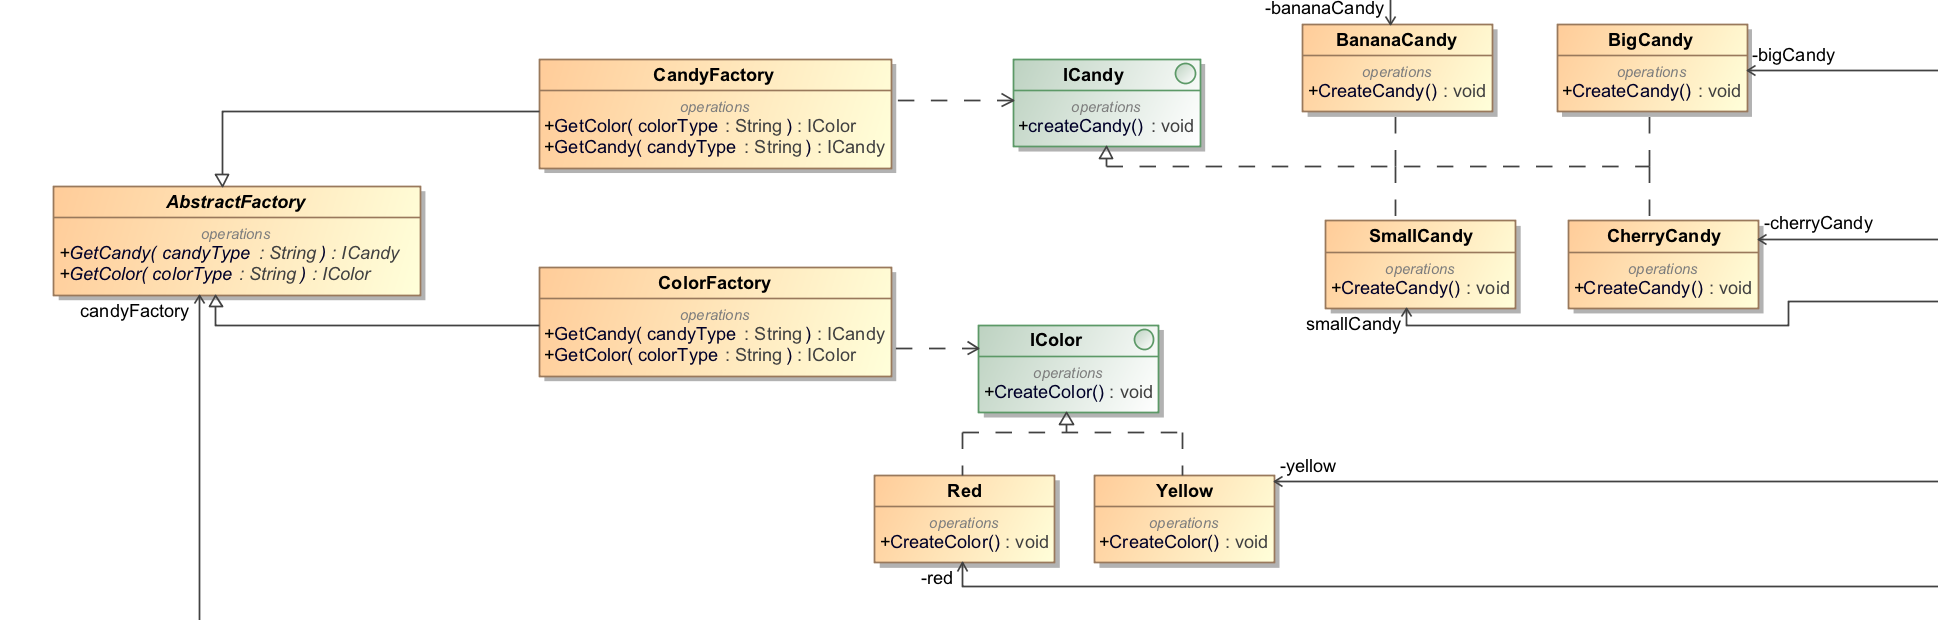 -bananaCandy
BananaCandy
operations
+CreateCandy() : void
BigCandy
operations
+CreateCandy() : void
-bigCandy
CandyFactory
operations
+GetColor( colorType : String ) : IColor
+GetCandy( candyType : String ) : ICandy
ICandy
operations
+createCandy() : void
AbstractFactory
operations
+GetCandy( candyType : String ) : ICandy
+GetColor( colorType : String ) : IColor
candyFactory
SmallCandy
operations
+CreateCandy() : void
smallCandy
CherryCandy
operations
+CreateCandy() : void
-cherryCandy
ColorFactory
operations
+GetCandy( candyType : String ) : ICandy
+GetColor( colorType : String ) : IColor
IColor
operations
+CreateColor() : void
Red
operations
+CreateColor() : void
-red
Yellow
operations
+CreateColor() : void
-yellow